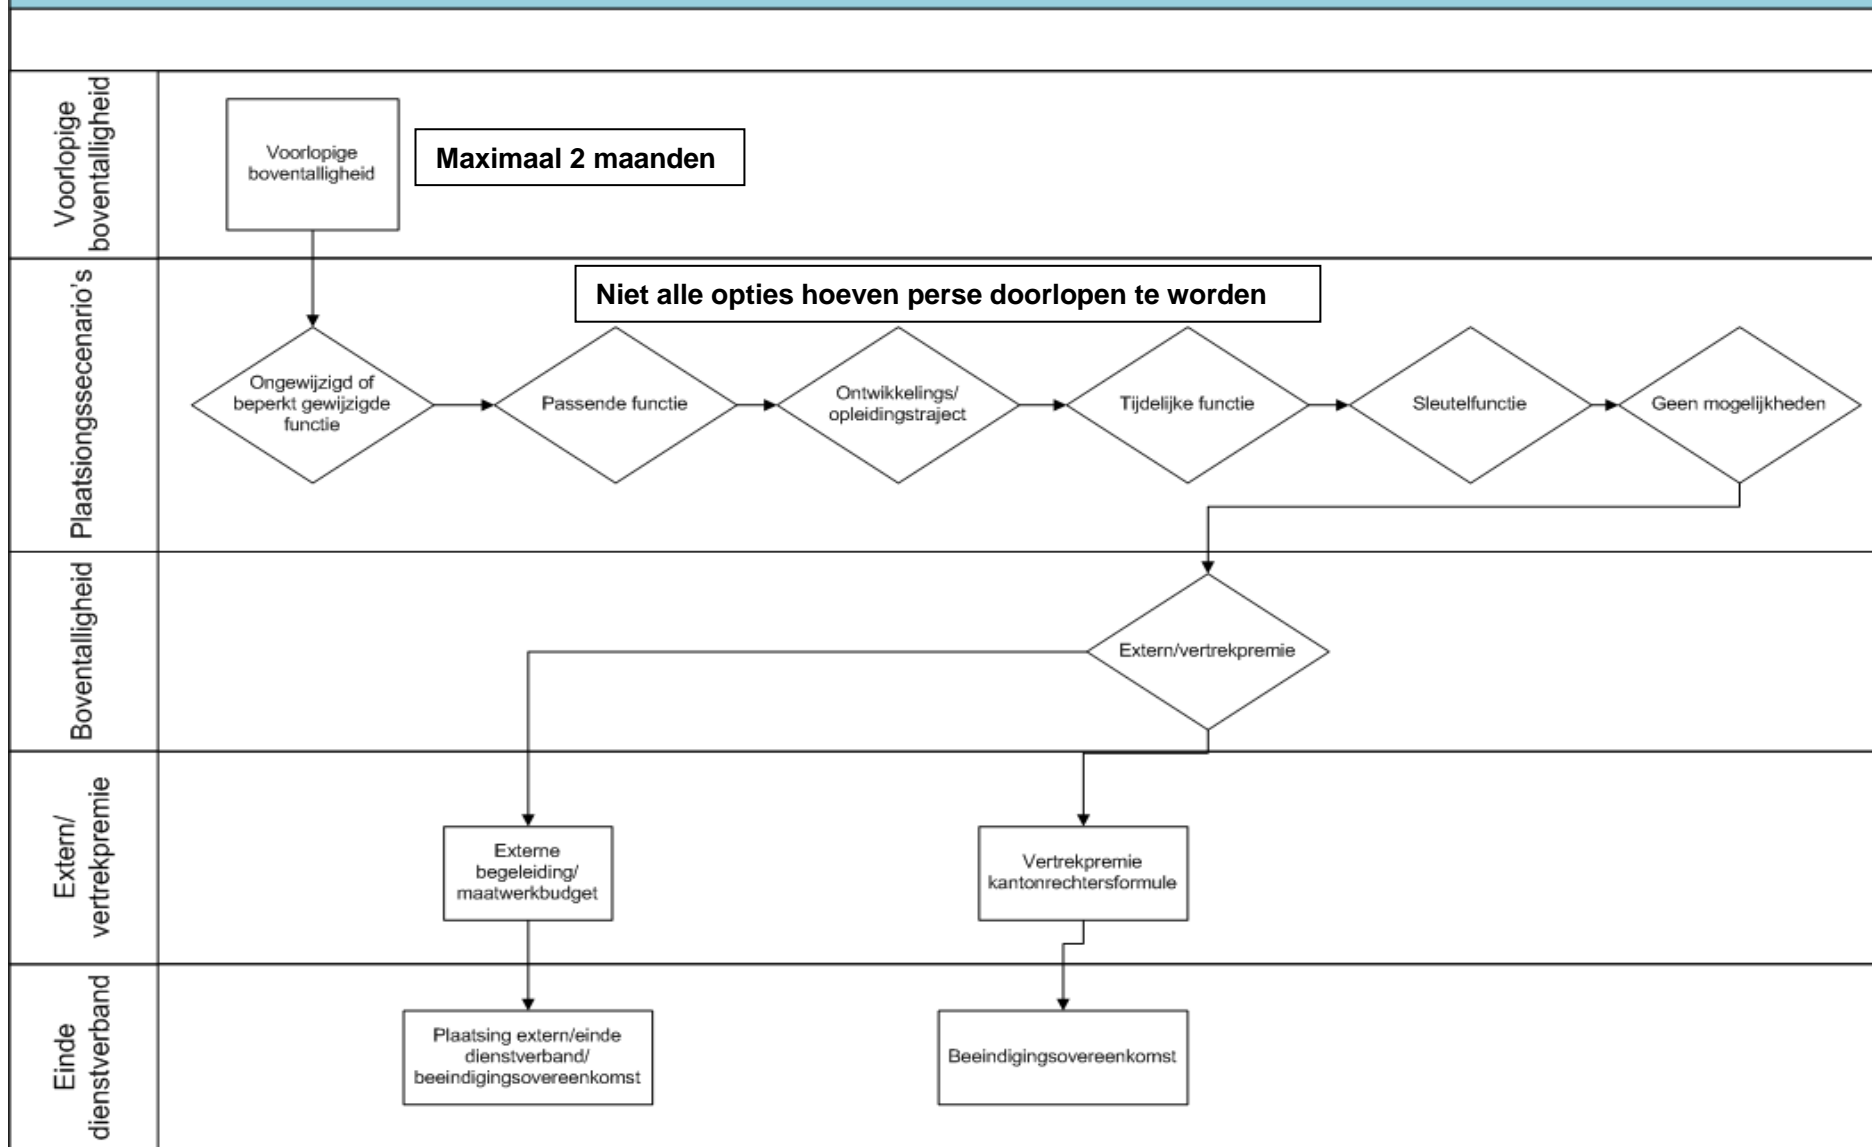 Voorlopige
boventalligheid
Voorlopige
boventalligheid
Maximaal 2 maanden
Plaatsiongssecenario's
Niet alle opties hoeven perse doorlopen te worden
Ongewijzigd of
beperkt gewijzigde
functie
Passende functie
Ontwikkelings/
opleidingstraject
Tijdelijke functie
Sleutelfunctie
Geen mogelijkheden
Boventalligheid
Extern/vertrekpremie
Extern/
vertrekpremie
Externe
begeleiding/
maatwerkbudget
Vertrekpremie
kantonrechtersformule
Einde
dienstverband
Plaatsing extern/einde
dienstverband/
beeindigingsovereenkomst
Beeindigingsovereenkomst